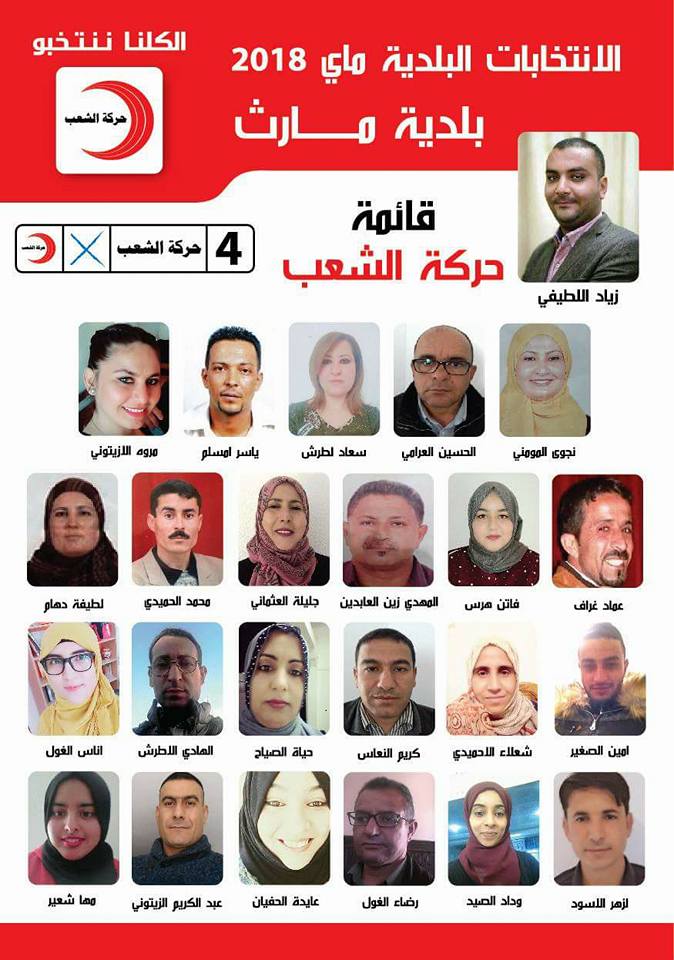 الكلنا ننتخبو
حركة الشعب
الانتخابات البلدية ماي 2018
بلدية مـــارث
قائمة
حركة الشعب
4 حركة الشعب حركة الشعب
زياد اللطيفي
نجوى المومني
الحسين العرامي
سعاد لطرش
ياسر امسلم
مروه الازيتوني
عماد غراف
فاتن هرس
المهدي زين العابدين
جليلة العثماني
محمد الحميدي
لطيفة دهام
امين الصغير
شعلاء الاحميدي
كريم النعاس
حياة الصياح
الهادي الاطرش
اناس الغول
لزهر الاسود
وداد الصيد
رضاء الغول
عايدة الحفيان
عبد الكريم الزيتوني
مها شعير